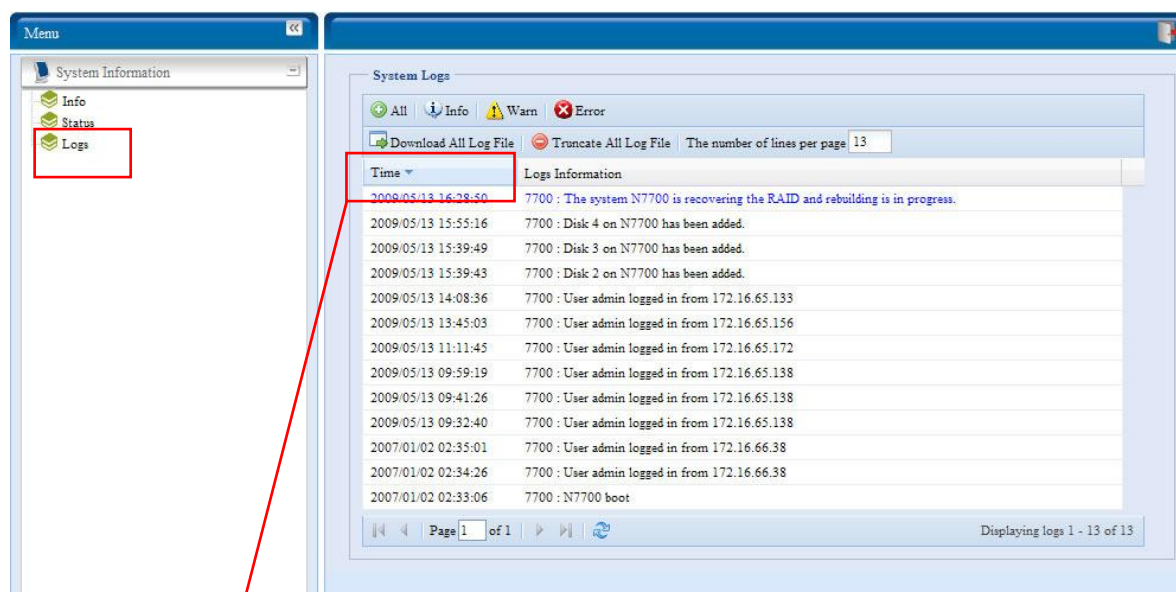 Menu
System Information
Info
Status
Logs
System Logs
All Info Warn Error
Download All Log File Truncate All Log File The number of lines per page 13
Time Logs Information
2009/05/13 16:28:50 7700 : The system N7700 is recovering the RAID and rebuilding is in progress.
2009/05/13 15:55:16 7700 : Disk 4 on N7700 has been added.
2009/05/13 15:39:49 7700 : Disk 3 on N7700 has been added.
2009/05/13 15:39:43 7700 : Disk 2 on N7700 has been added.
2009/05/13 14:08:36 7700 : User admin logged in from 172.16.65.133
2009/05/13 13:45:03 7700 : User admin logged in from 172.16.65.156
2009/05/13 11:11:45 7700 : User admin logged in from 172.16.65.172
2009/05/13 09:59:19 7700 : User admin logged in from 172.16.65.138
2009/05/13 09:41:26 7700 : User admin logged in from 172.16.65.138
2009/05/13 09:32:40 7700 : User admin logged in from 172.16.65.138
2007/01/02 02:35:01 7700 : User admin logged in from 172.16.66.38
2007/01/02 02:34:26 7700 : User admin logged in from 172.16.66.38
2007/01/02 02:33:06 7700 : N7700 boot
Page 1 of 1 Displaying logs 1 - 13 of 13